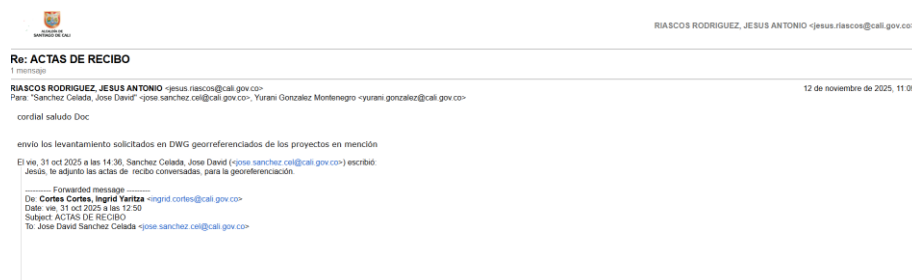 ALCALDÍA DE
SANTIAGO DE CALI
RIASCOS RODRIGUEZ, JESUS ANTONIO <jesus.riascos@cali.gov.co>
Re: ACTAS DE RECIBO
1 mensaje
RIASCOS RODRIGUEZ, JESUS ANTONIO <jesus.riascos@cali.gov.co> 12 de noviembre de 2025, 11:05
Para: "Sanchez Celada, Jose David" <jose.sanchez.cel@cali.gov.co>, Yurani Gonzalez Montenegro <yurani.gonzalez@cali.gov.co>
cordial saludo Doc
envío los levantamiento solicitados en DWG georreferenciados de los proyectos en mención
El vie, 31 oct 2025 a las 14:36, Sanchez Celada, Jose David (<jose.sanchez.cel@cali.gov.co>) escribió:
Jesús, te adjunto las actas de recibo conversadas, para la georeferenciación.
---------- Forwarded message ----------
De: Cortes Cortes, Ingrid Yaritza <ingrid.cortes@cali.gov.co>
Date: vie, 31 oct 2025 a las 12:50
Subject: ACTAS DE RECIBO
To: Jose David Sanchez Celada <jose.sanchez.cel@cali.gov.co>